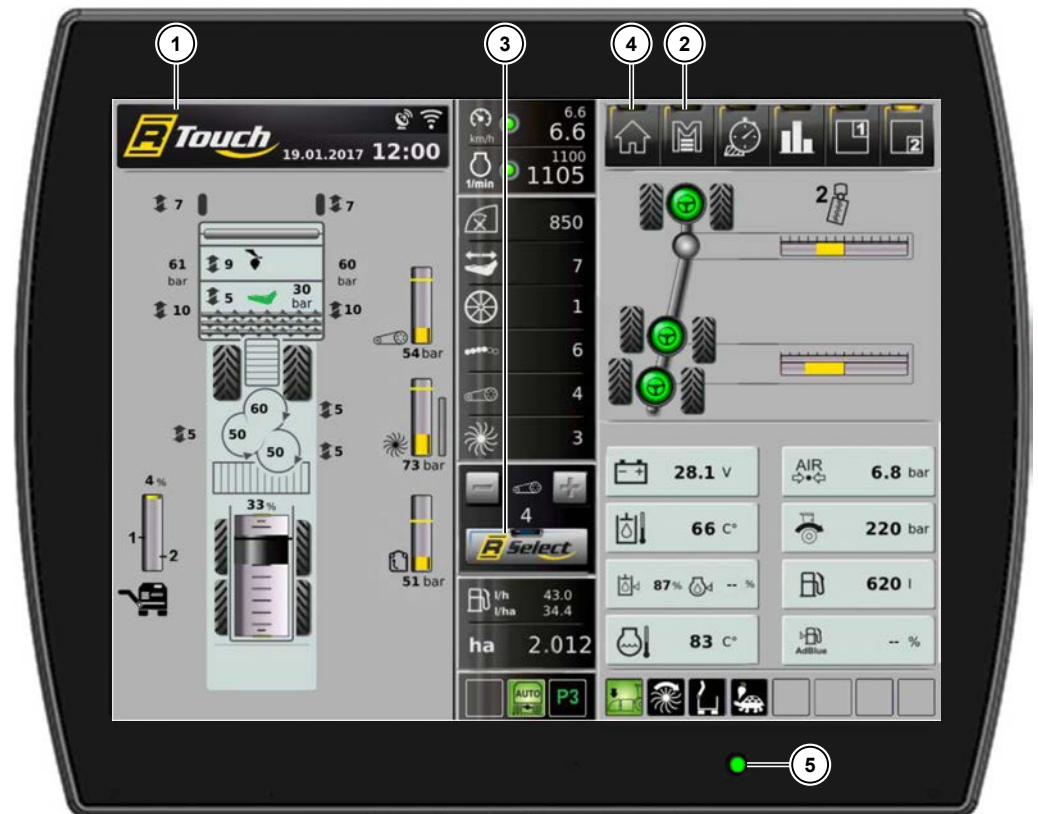 1
3
4
2
R Touch
19.01.2017 12:00
7
7
61
bar
9
60
bar
5
30
bar
10
10
54 bar
60
5
5
50
50
5
73 bar
4 %
33 %
1
2
51 bar
km/h
6.6
6.6
1/min
1100
1105
850
7
1
6
4
3
4
R Select
l/h 43.0
l/ha 34.4
ha 2.012
AUTO
P3
1
2
2
28.1 V
AIR
6.8 bar
66 C°
220 bar
87 % -- %
620 l
83 C°
AdBlue
-- %
5